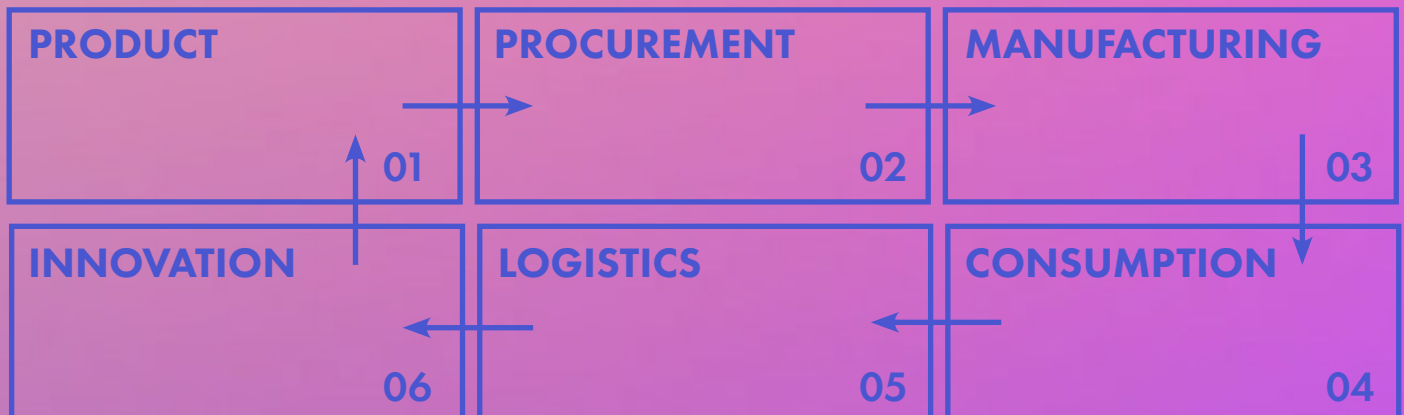 PRODUCT
01
PROCUREMENT
02
MANUFACTURING
03
CONSUMPTION
04
LOGISTICS
05
INNOVATION
06